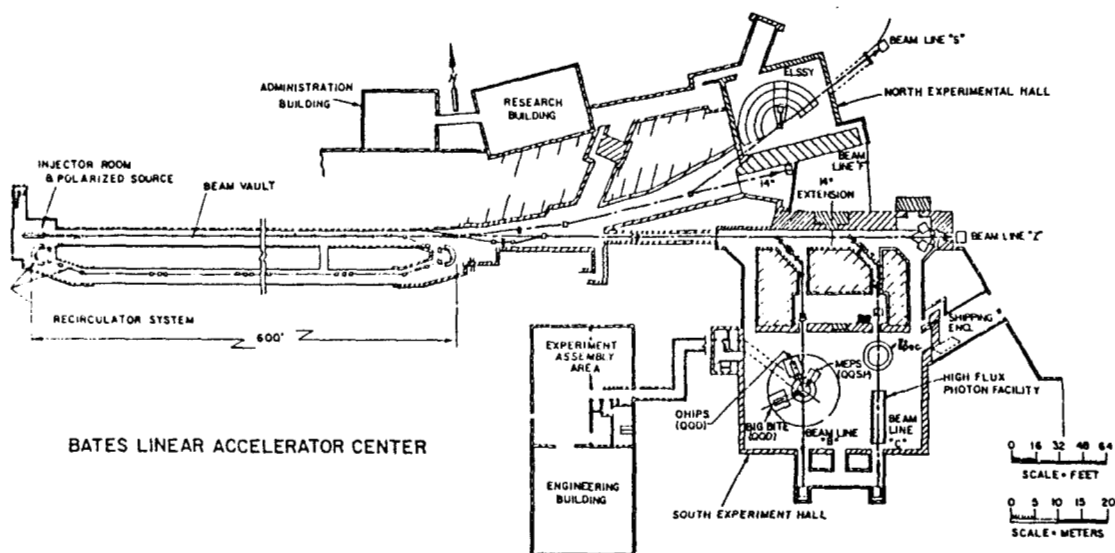 BEAM LINE "S"
ELSSY
ADMINISTRATION
BUILDING
N
RESEARCH
BUILDING
NORTH EXPERIMENTAL HALL
INJECTOR ROOM
& POLARIZED SOURCE
BEAM VAULT
BEAM
LINE "F"
14°
14°
EXTENSION
BEAM LINE "Z"
RECIRCULATOR SYSTEM
600'
SHIPPING
ENQ.
EXPERIMENT
ASSEMBLY
AREA
MEPS
(QQSH)
HIGH FLUX
PHOTON FACILITY
OHIPS
(QQD)
BIG BITE
(QQD)
BEAM LINE
"B"
BEAM
LINE
"C"
BATES LINEAR ACCELERATOR CENTER
ENGINEERING
BUILDING
SOUTH EXPERIMENT HALL
0 16 32 48 64
SCALE = FEET
0 5 10 15 20
SCALE = METERS